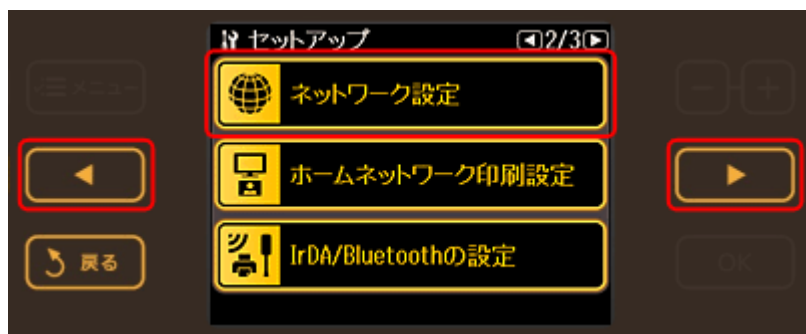 セットアップ ◀2/3▶
メニュー
ネットワーク設定
- +
ホームネットワーク印刷設定
戻る
IrDA/Bluetoothの設定
OK